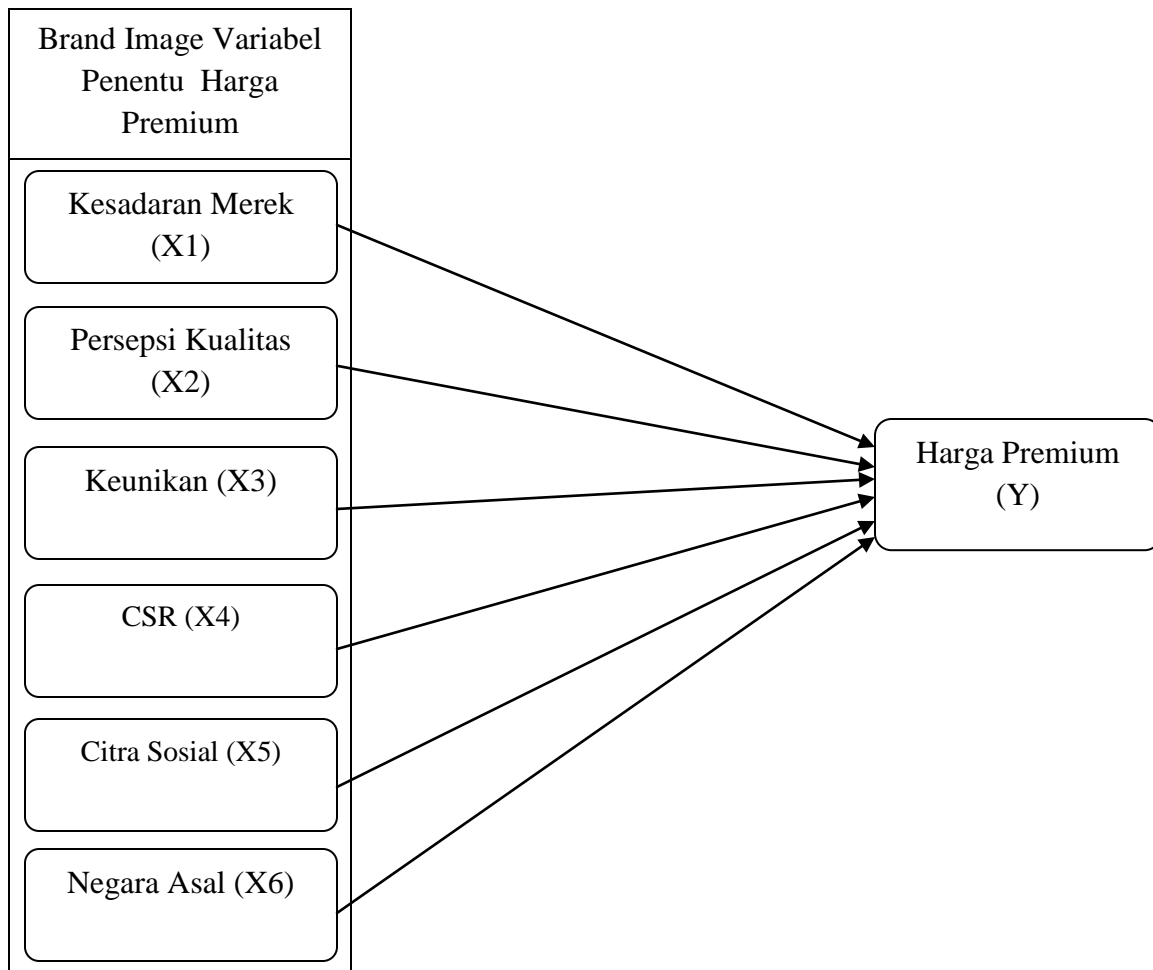 Brand Image Variabel
Penentu  Harga
Premium
Kesadaran Merek
(X1)
Persepsi Kualitas
(X2)
Keunikan (X3)
CSR (X4)
Citra Sosial (X5)
Negara Asal (X6)
Harga Premium
(Y)